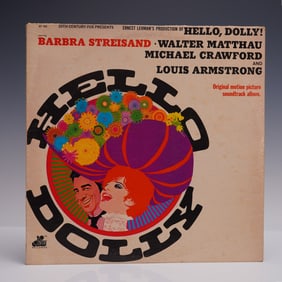 20TH CENTURY-FOX PRESENTS ERNEST LEHMAN'S PRODUCTION OF HELLO, DOLLY!
BARBRA STREISAND · WALTER MATTHAU
MICHAEL CRAWFORD
AND
LOUIS ARMSTRONG
Original motion picture
soundtrack album.
HELLO
DOLLY